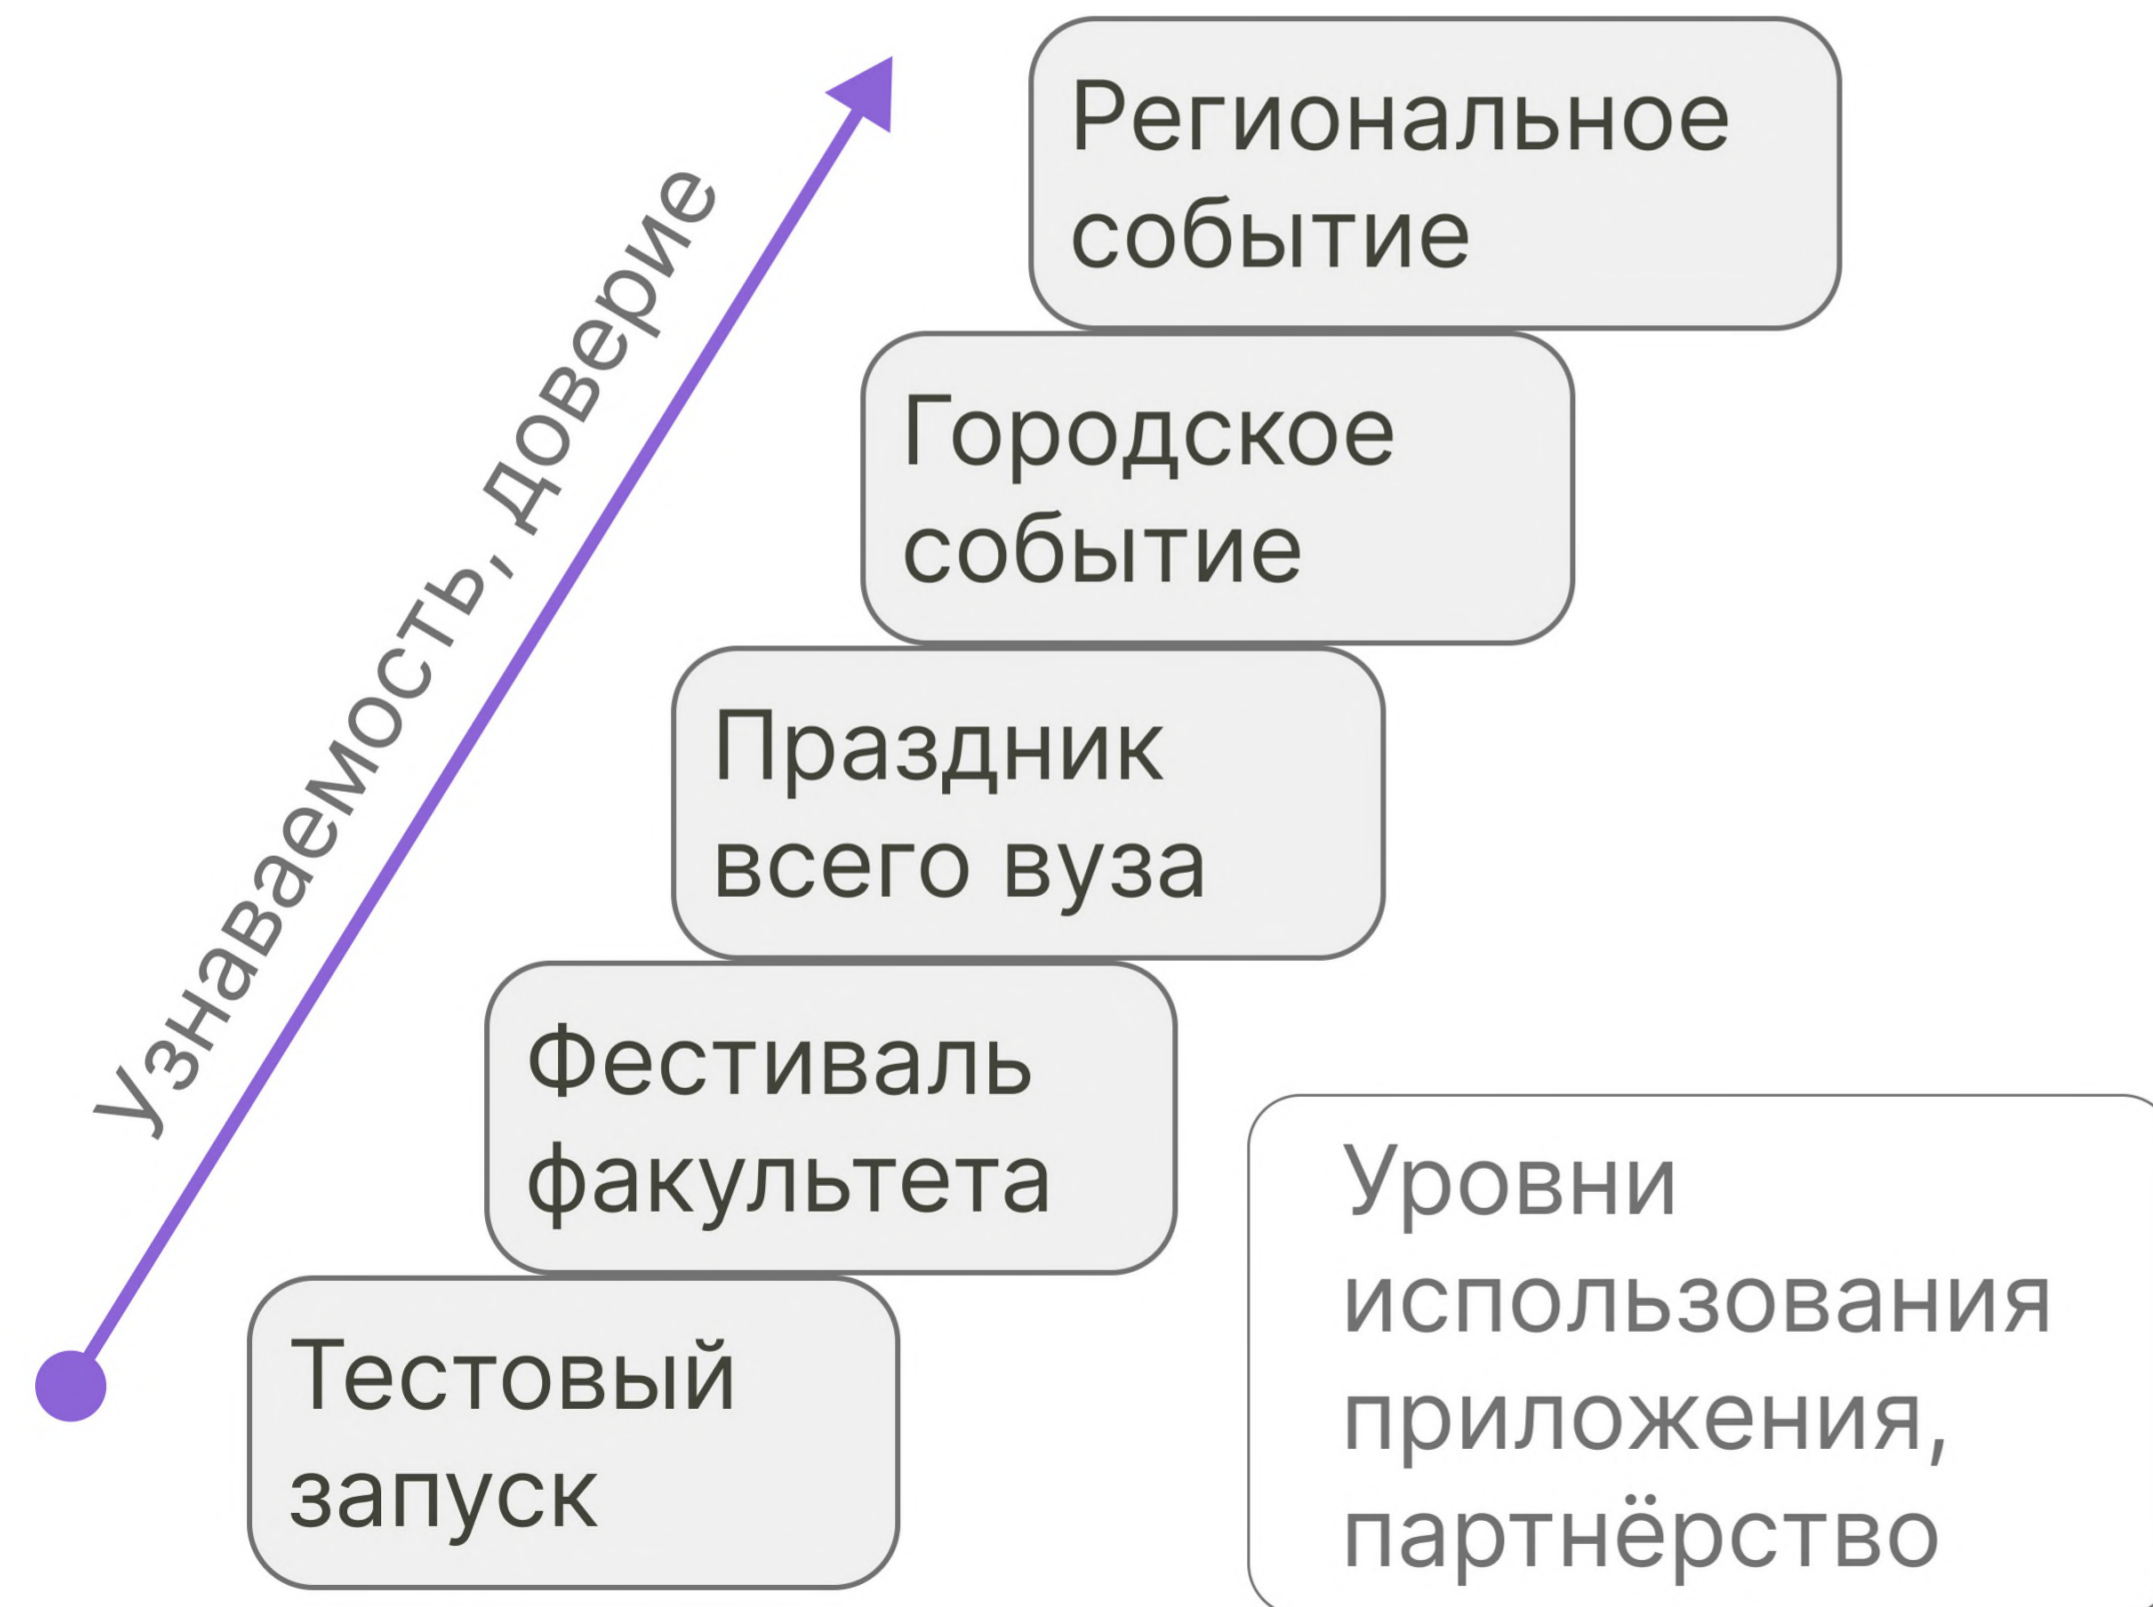 Региональное
событие
Узнаваемость, доверие
Городское
событие
Праздник
всего вуза
Фестиваль
факультета
Тестовый
запуск
Уровни
использования
приложения,
партнёрство